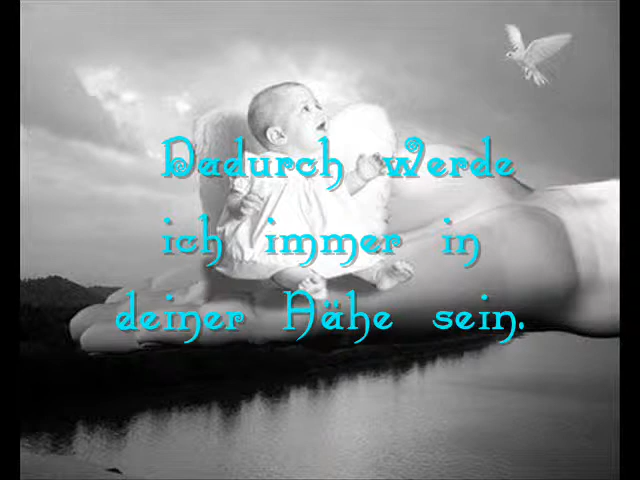 Dadurch werde
ich immer in
deiner Nähe sein.